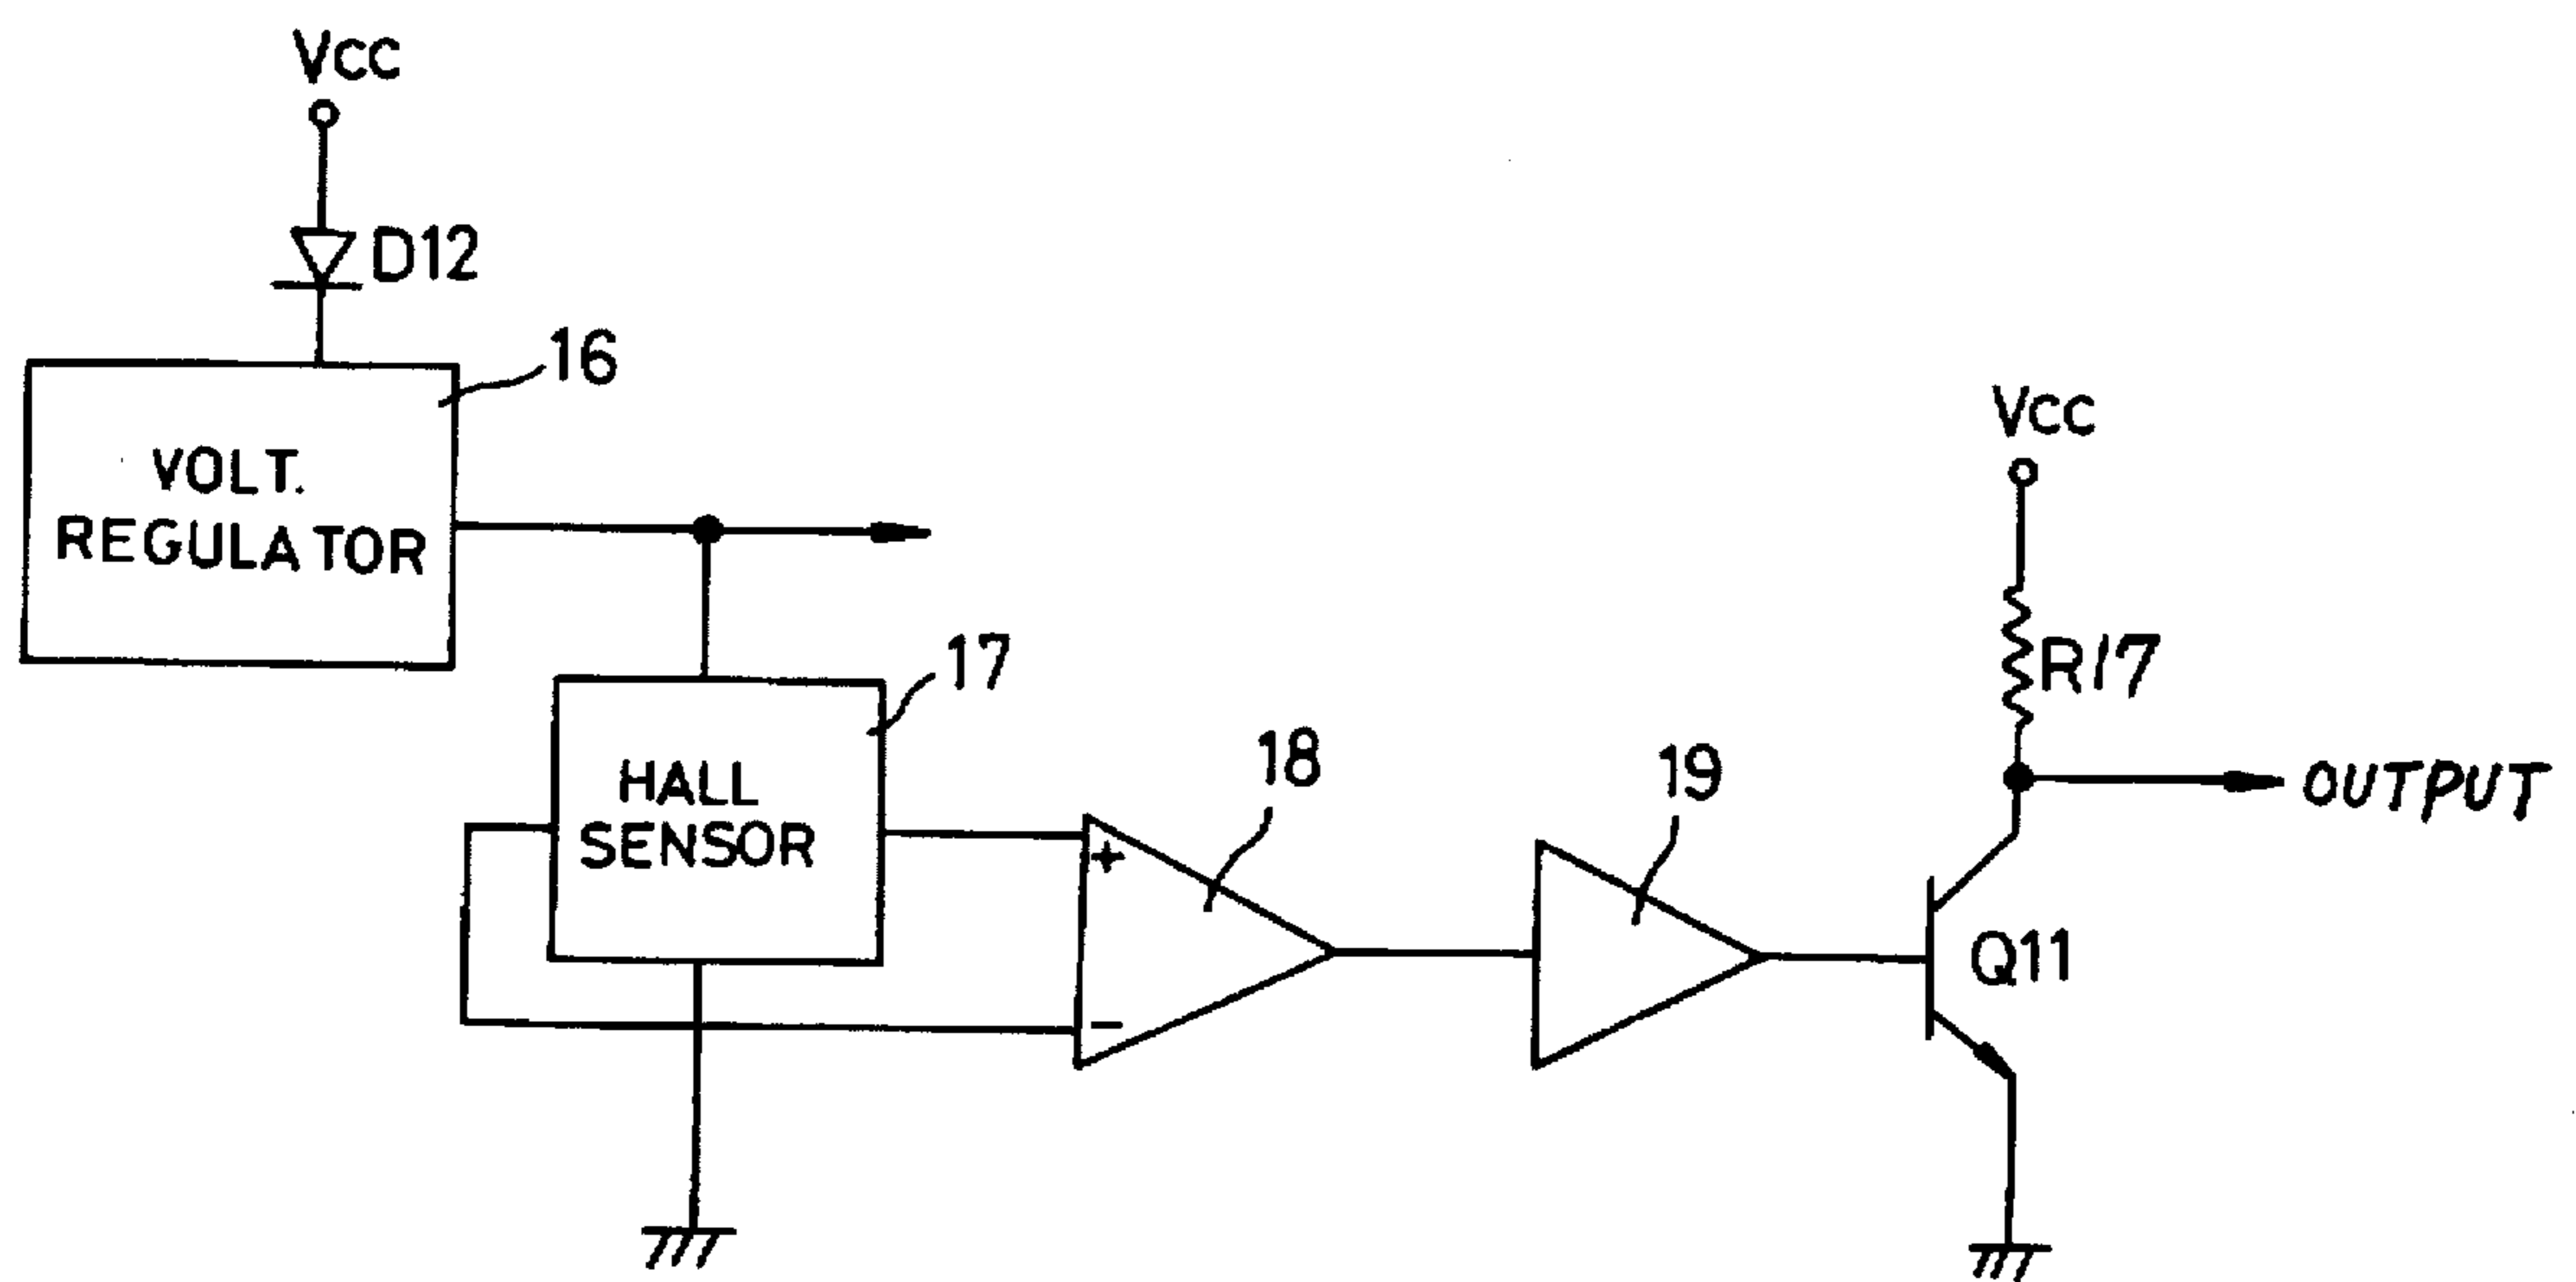 Vcc
D12
16
VOLT.
REGULATOR
Vcc
R17
17
HALL
SENSOR
18
19
OUTPUT
+
-
Q11